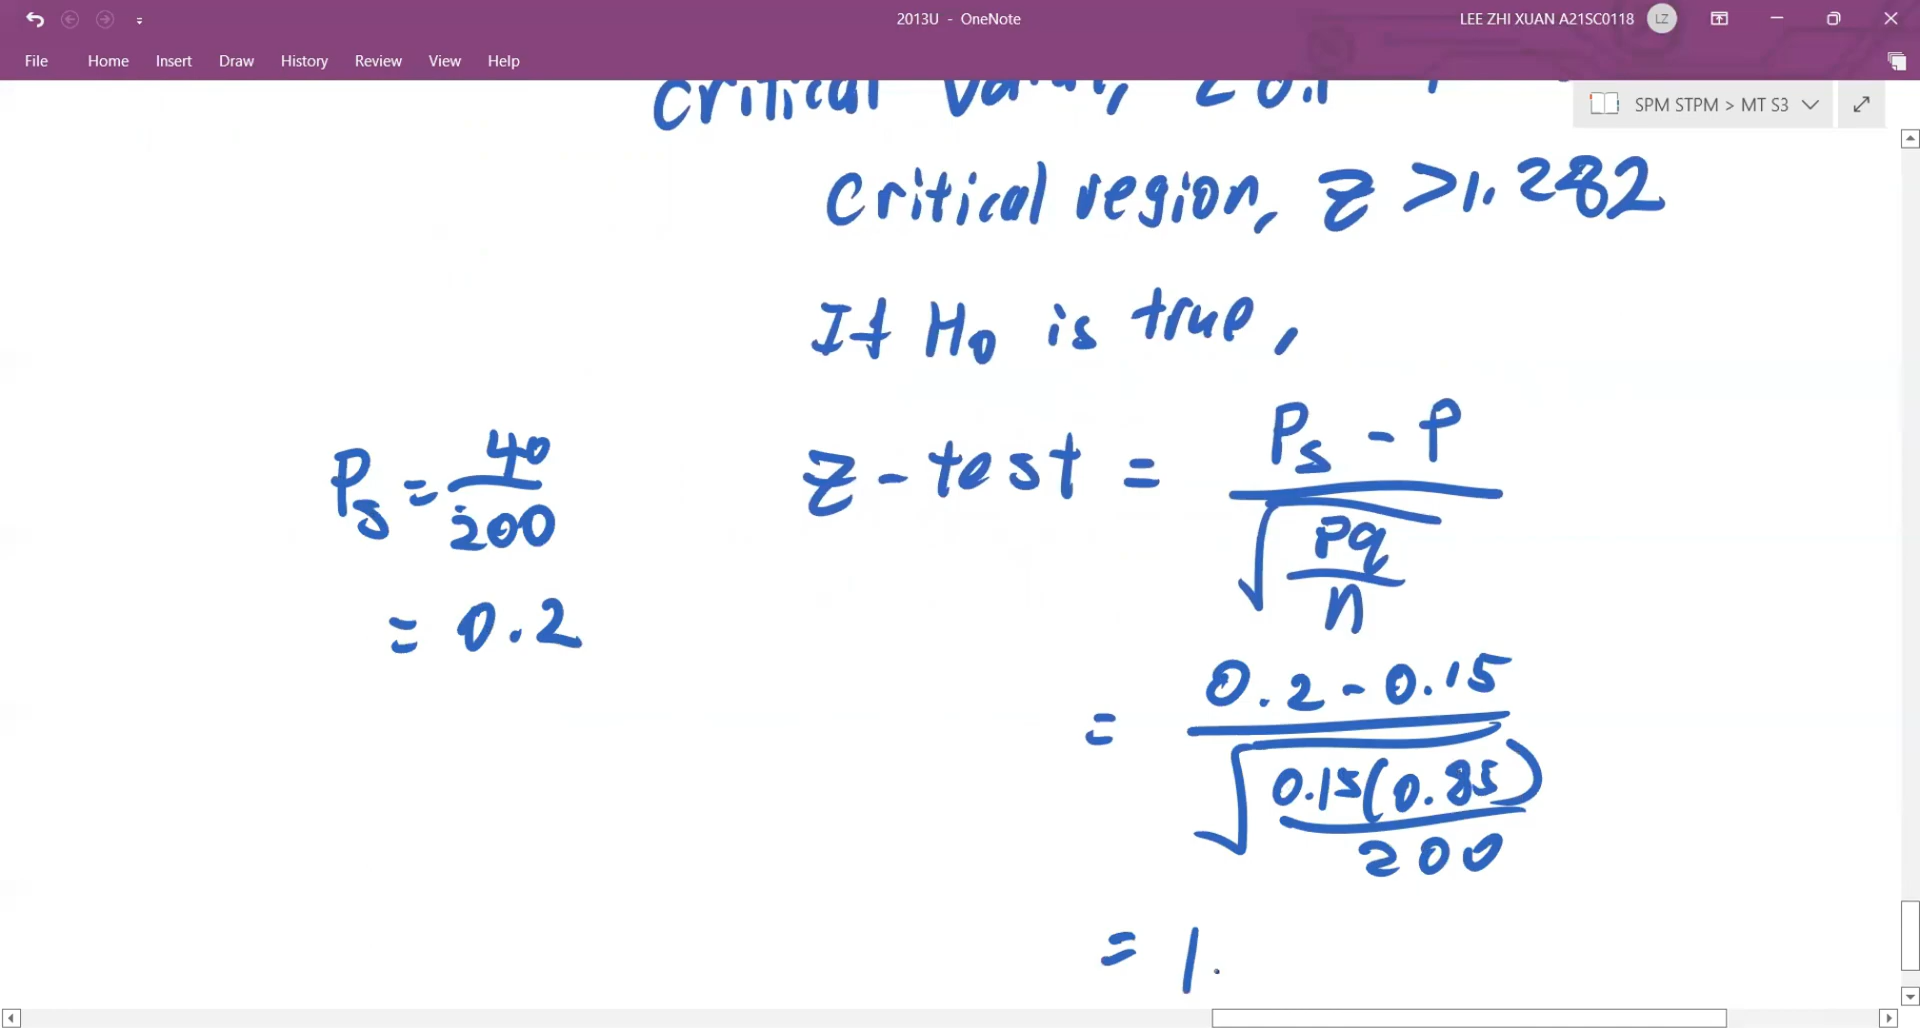 2013U - OneNote
LEE ZHI XUAN A21SC0118 LZ
File Home Insert Draw History Review View Help
SPM STPM > MT S3
Critical
Critical region, z > 1.282
If H₀ is true,
Pₛ = 40/200
= 0.2
z-test = (Pₛ - P)/√(pq/n)
= (0.2 - 0.15)/√(0.15(0.85)/200)
= 1.